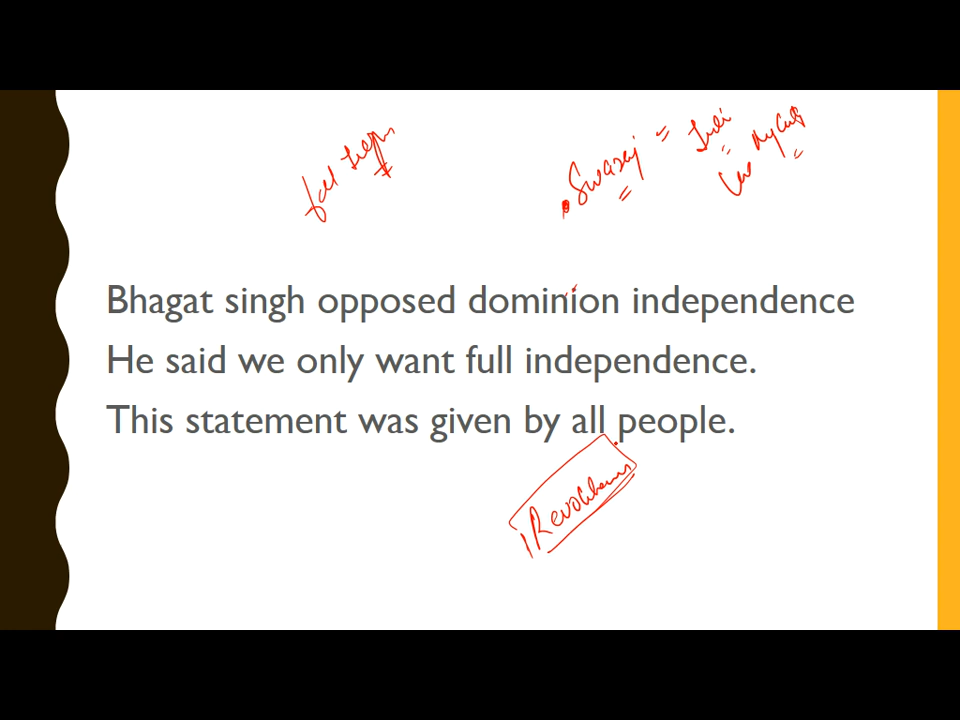 full
Swaraj =
Bhagat singh opposed dominion independence
He said we only want full independence.
This statement was given by all people.